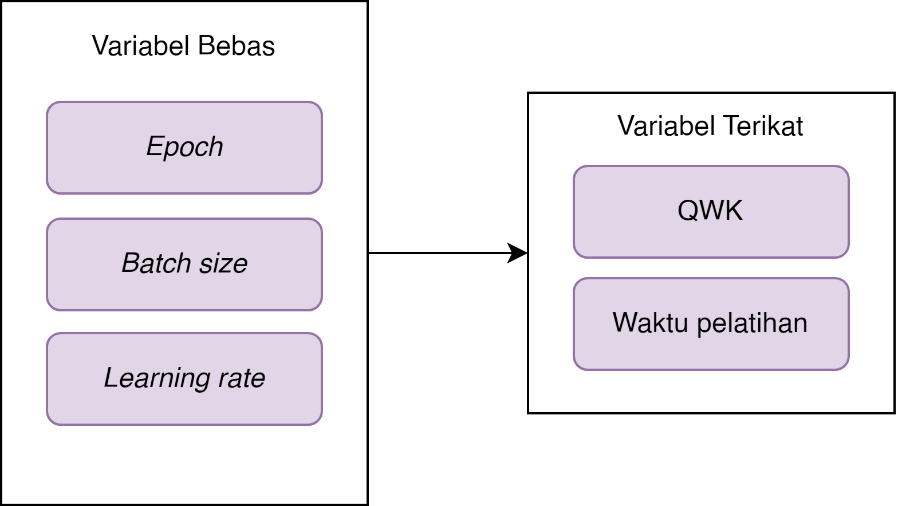 Variabel Bebas
Epoch
Batch size
Learning rate
Variabel Terikat
QWK
Waktu pelatihan